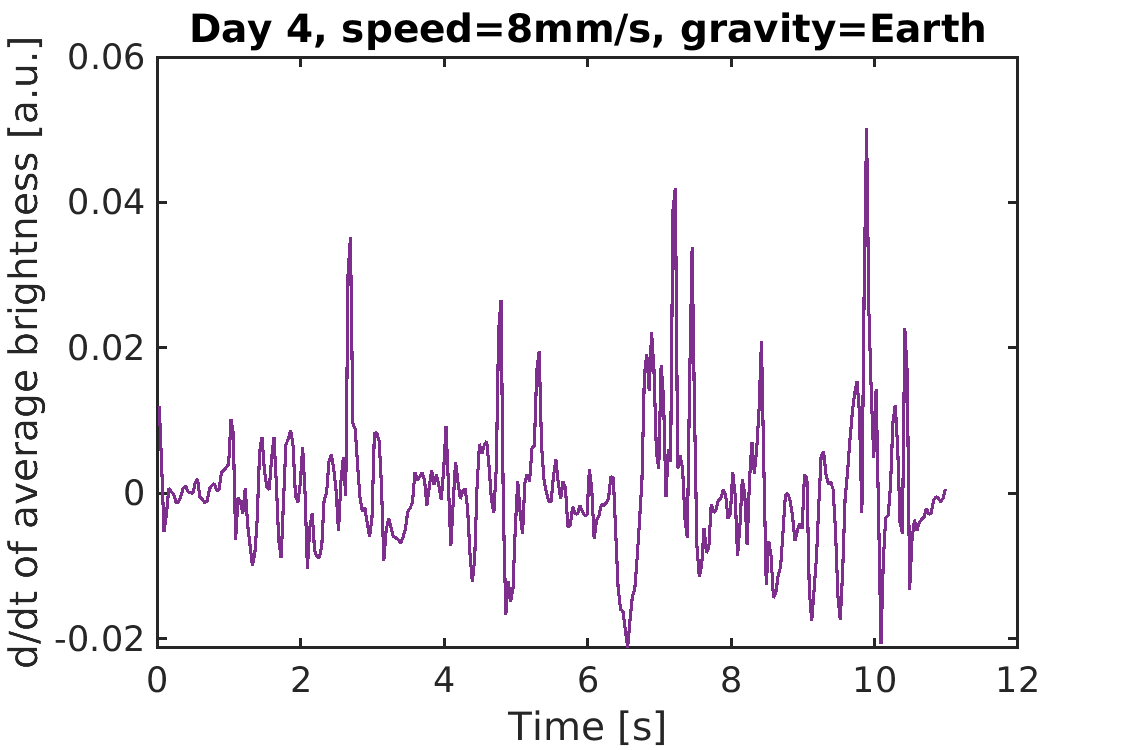 Day 4, speed=8mm/s, gravity=Earth
d/dt of average brightness [a.u.]
0.06
0.04
0.02
0
-0.02
0 2 4 6 8 10 12
Time [s]